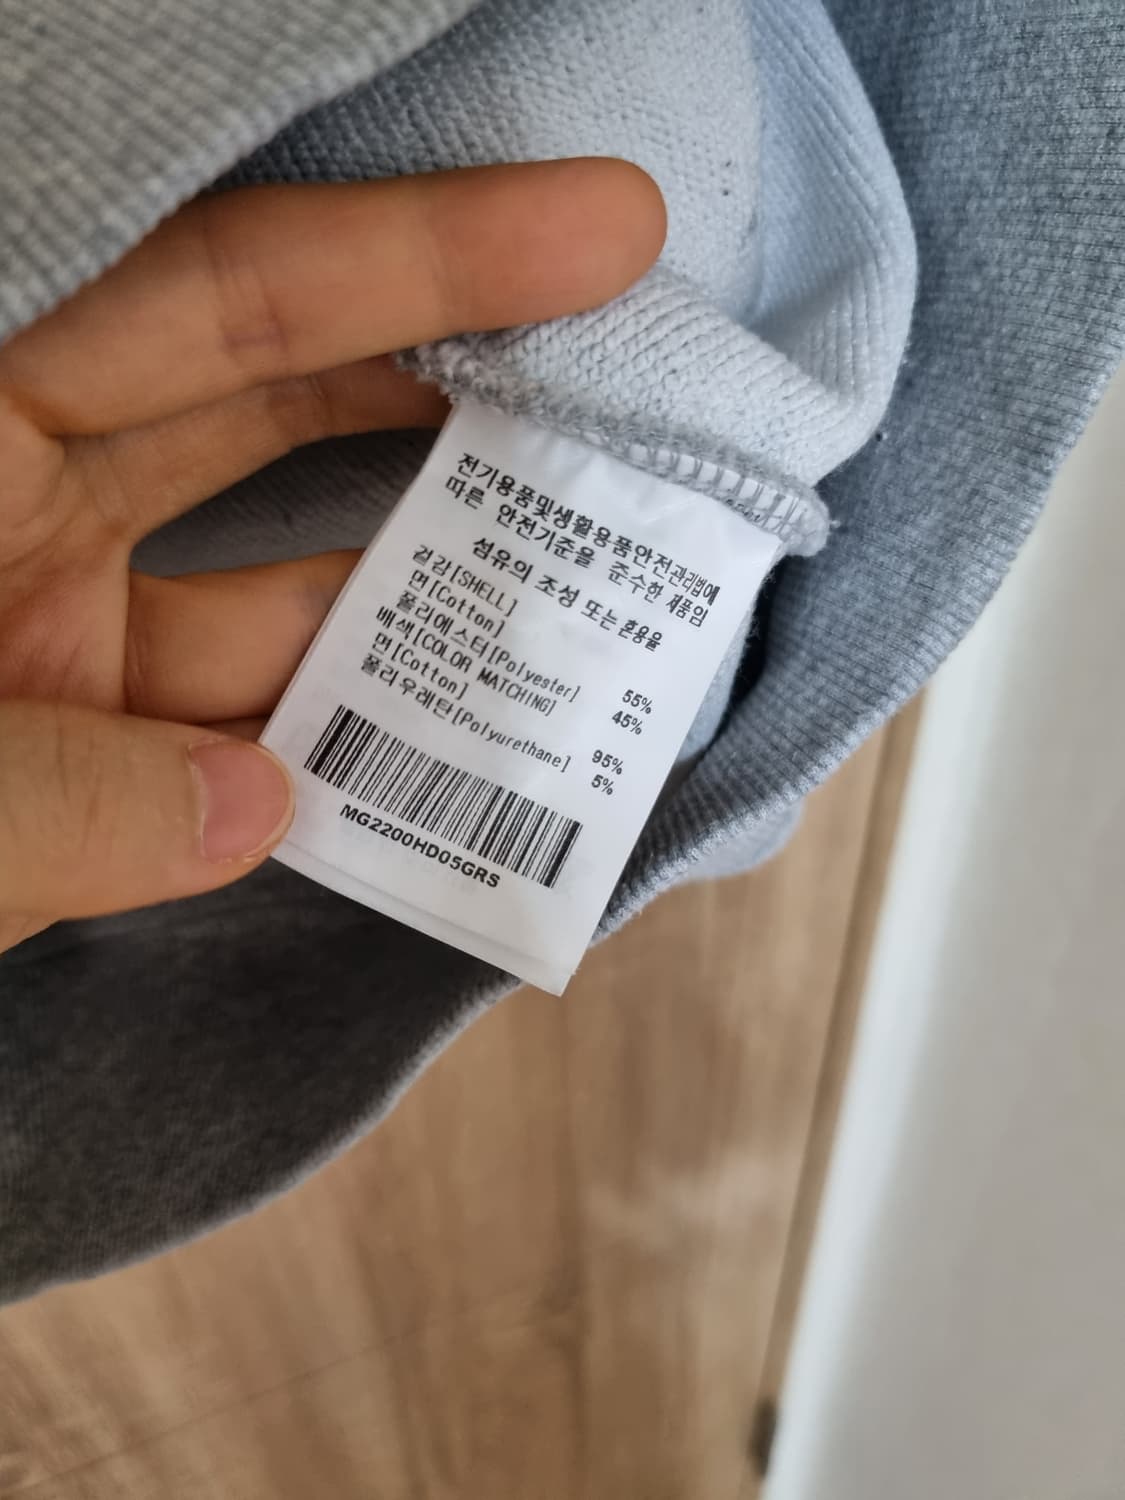 전기용품및생활용품안전관리법에
따른 안전기준을 준수한 제품임
섬유의 조성 또는 혼용율
겉감[SHELL]
면[Cotton] 55%
폴리에스터[Polyester] 45%
배색[COLOR MATCHING]
면[Cotton] 95%
폴리우레탄[Polyurethane] 5%
MG2200HD05GRS